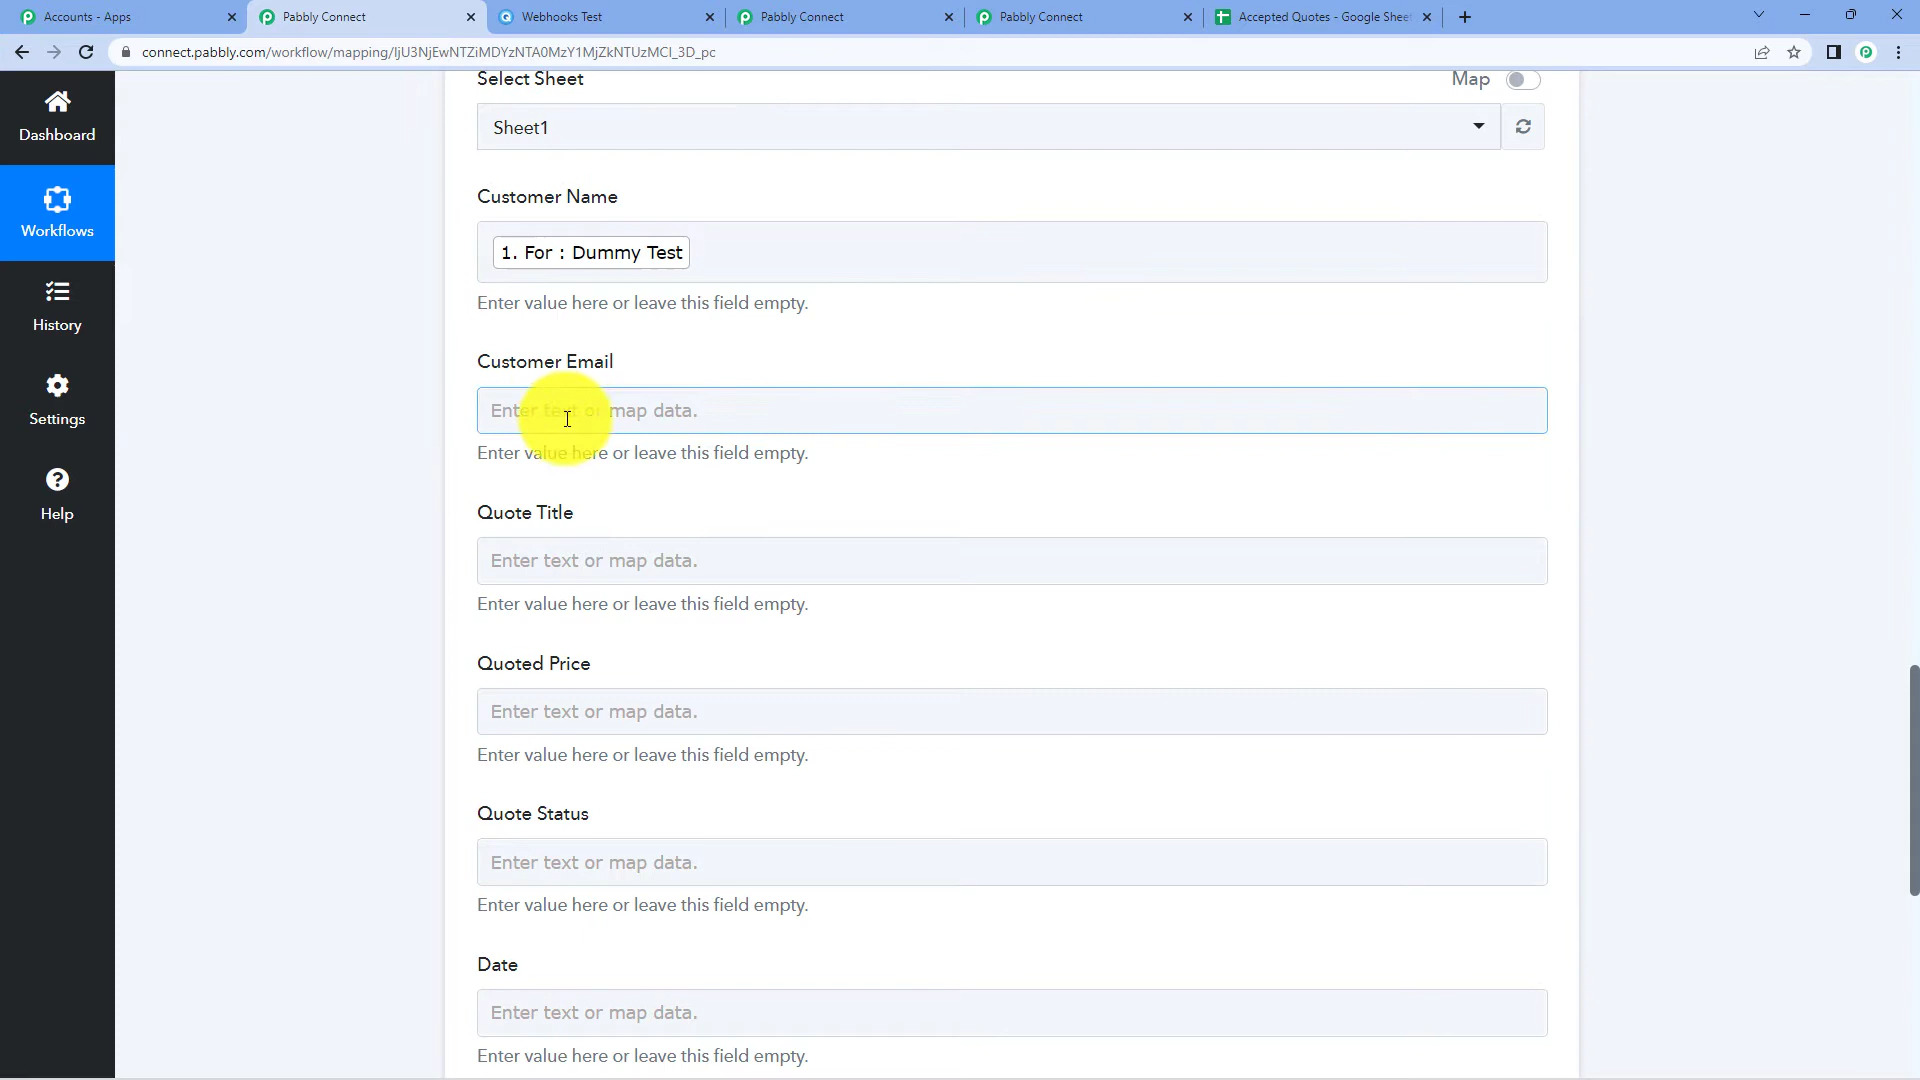 Accounts - Apps
Pabbly Connect
Webhooks Test
Pabbly Connect
Pabbly Connect
Accepted Quotes - Google Sheet
connect.pabbly.com/workflow/mapping/IjU3NjEwNTZiMDYzNTA0MzY1MjZkNTUzMCI_3D_pc
Select Sheet
Map
Dashboard
Sheet1
Workflows
Customer Name
1. For : Dummy Test
Enter value here or leave this field empty.
History
Customer Email
Settings
Enter text or map data.
Enter value here or leave this field empty.
Help
Quote Title
Enter text or map data.
Enter value here or leave this field empty.
Quoted Price
Enter text or map data.
Enter value here or leave this field empty.
Quote Status
Enter text or map data.
Enter value here or leave this field empty.
Date
Enter text or map data.
Enter value here or leave this field empty.